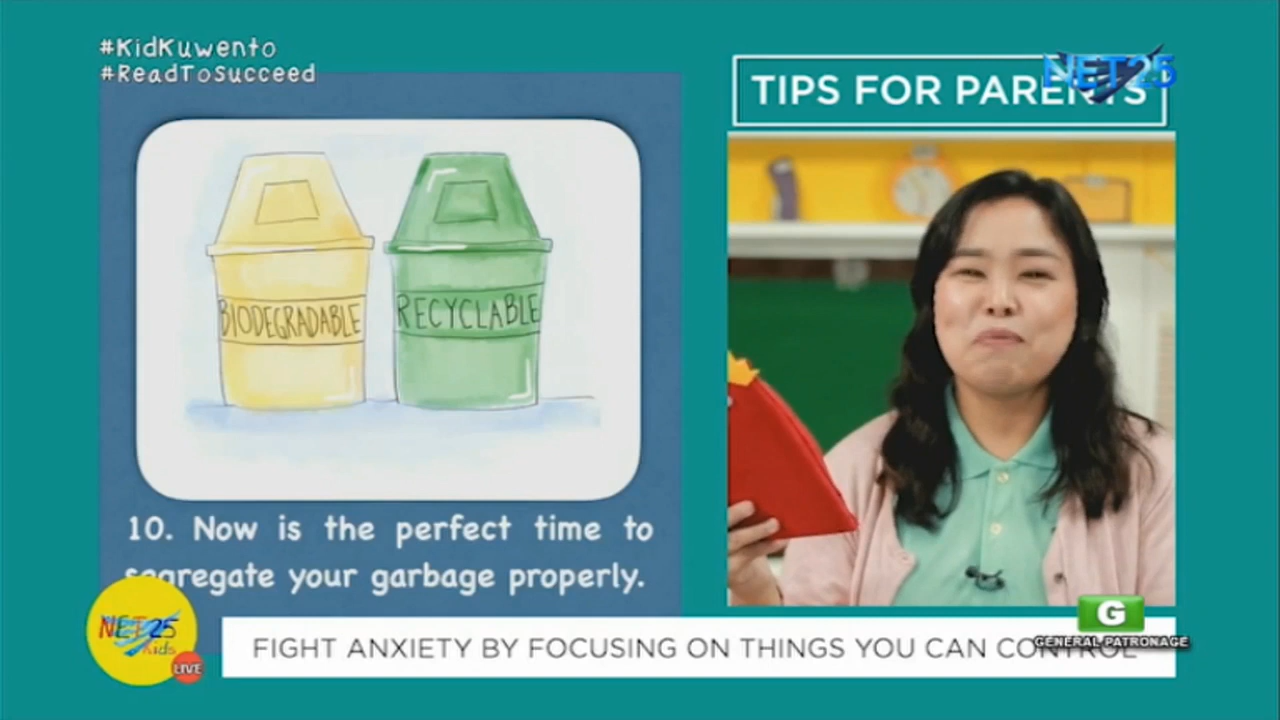 #KidKuwento
#ReadToSucceed
NET25
TIPS FOR PARENTS
BIODEGRADABLE
RECYCLABLE
10. Now is the perfect time to
segregate your garbage properly.
NET25
Kids
LIVE
FIGHT ANXIETY BY FOCUSING ON THINGS YOU CAN CONTROL
G
GENERAL PATRONAGE